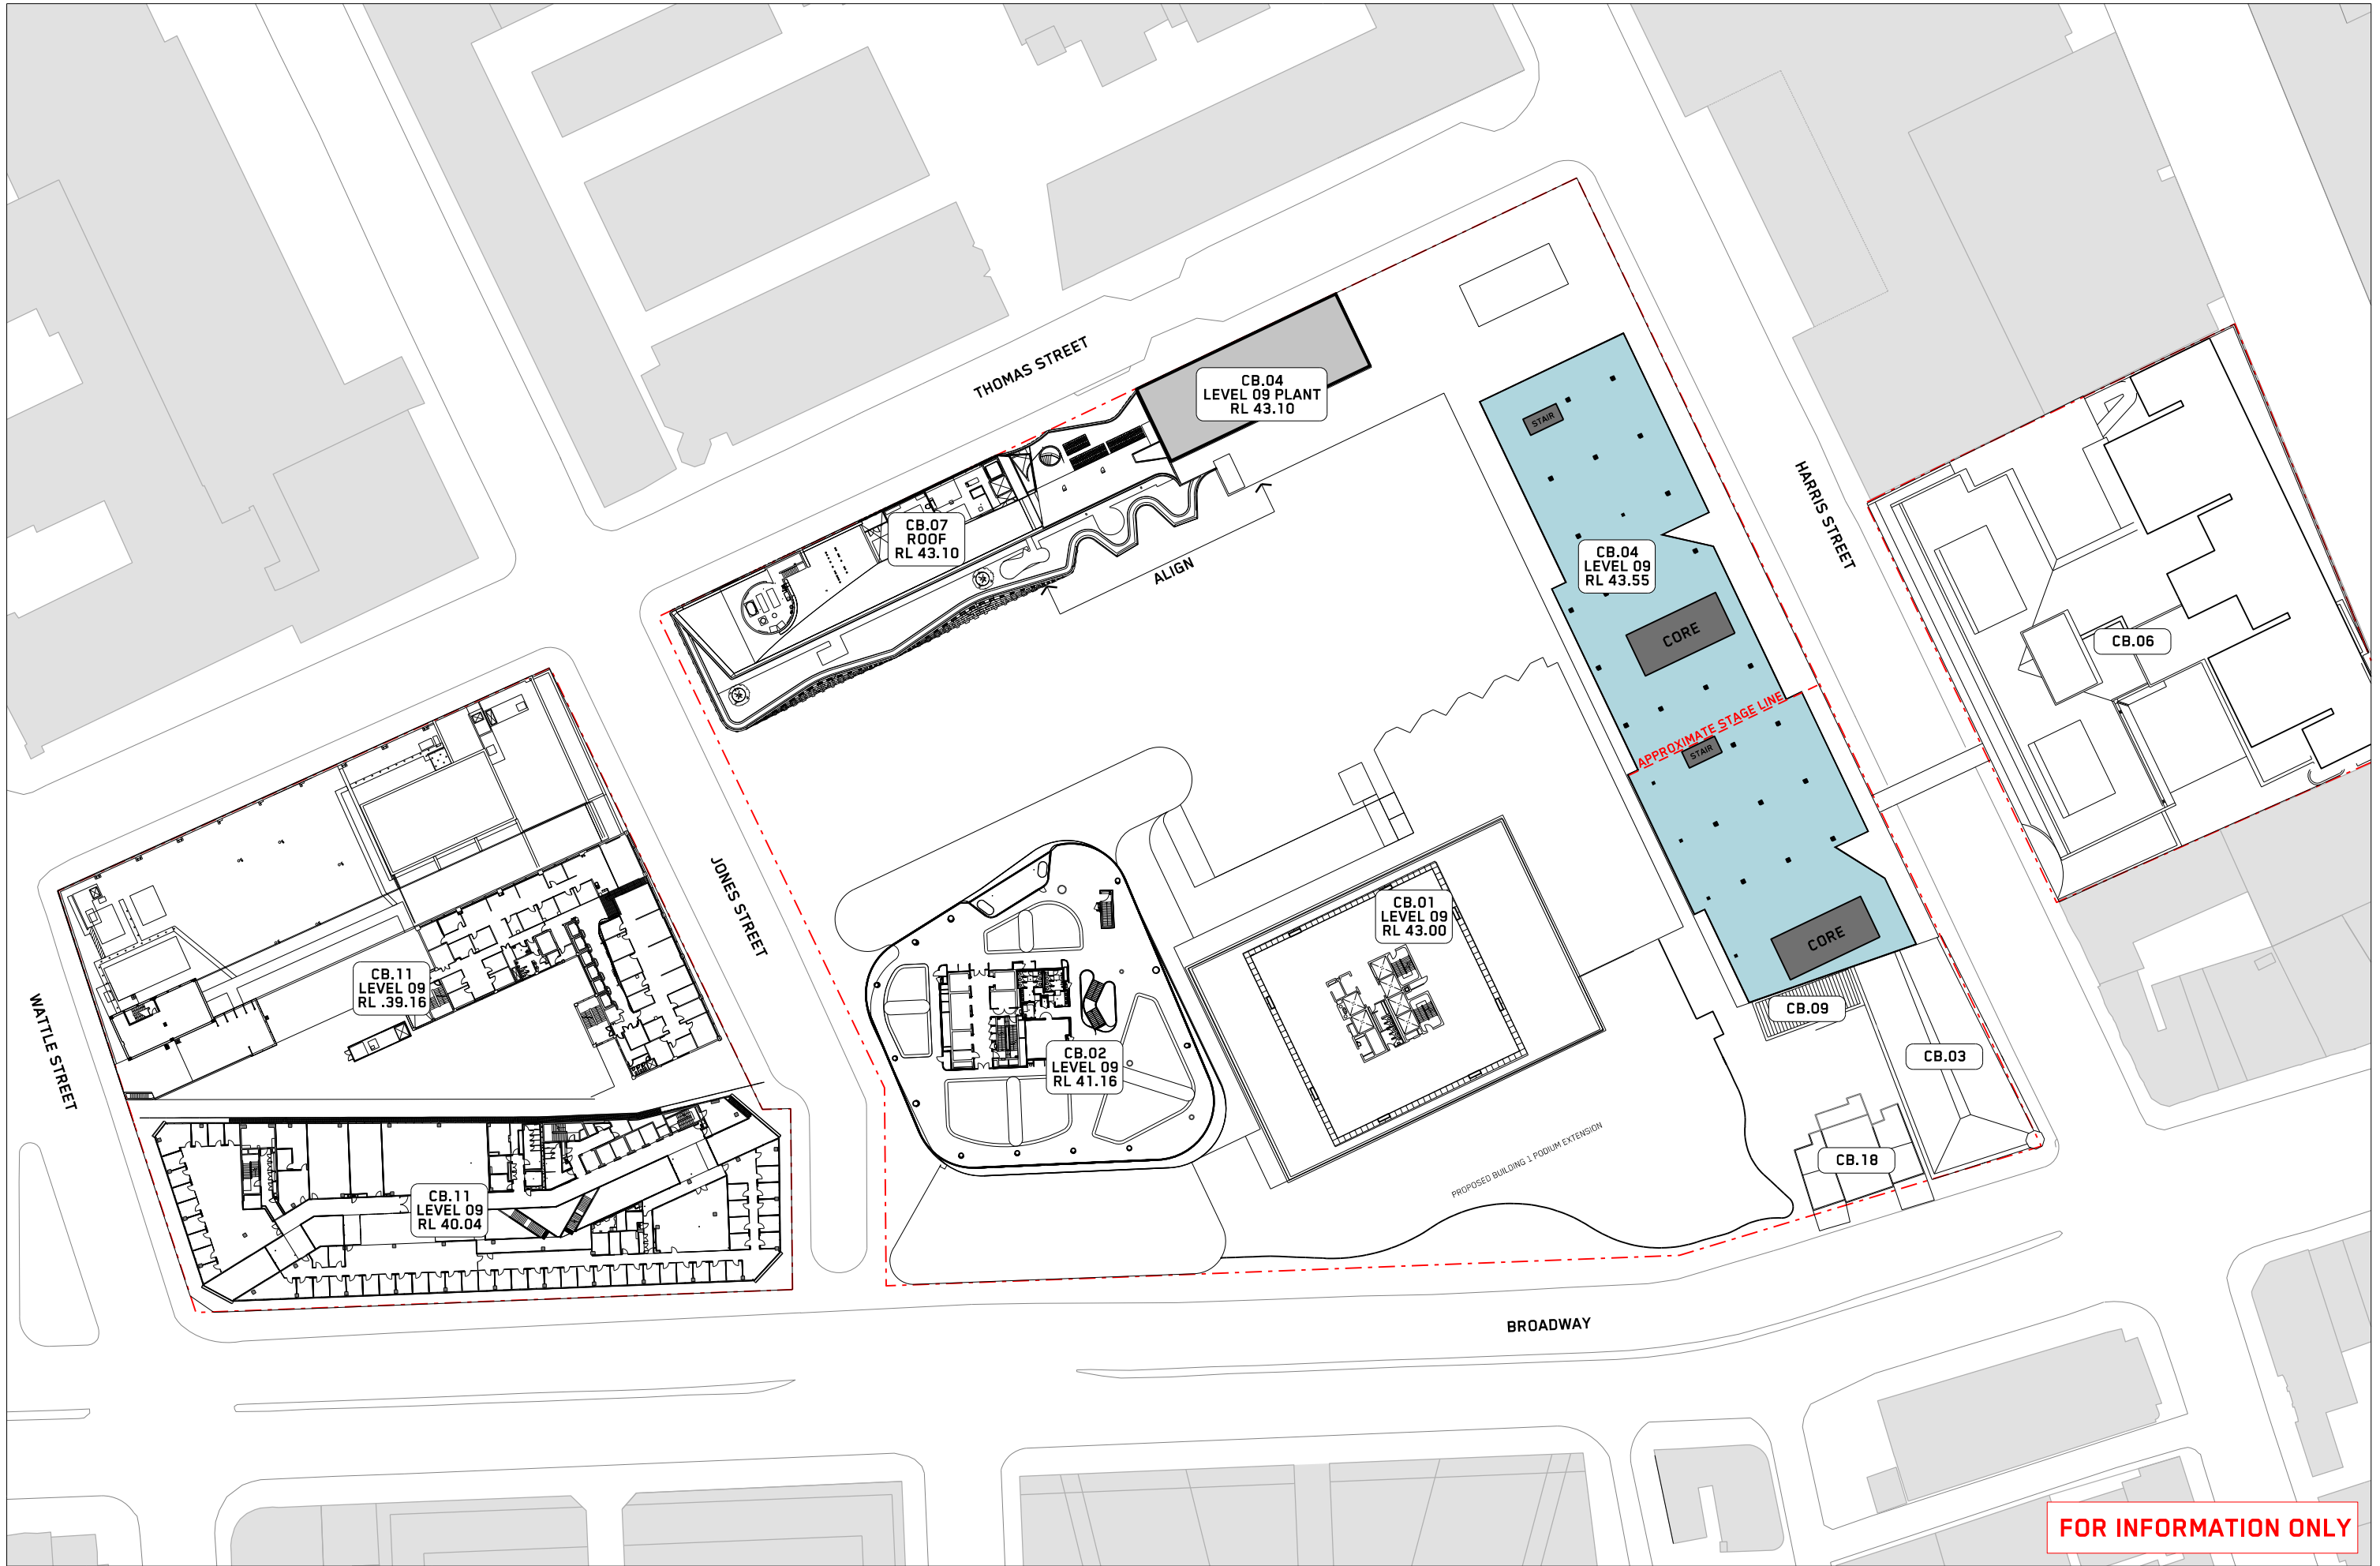 THOMAS STREET
CB.04
LEVEL 09 PLANT
RL 43.10
STAIR
HARRIS STREET
CB.07
ROOF
RL 43.10
ALIGN
CB.04
LEVEL 09
RL 43.55
CORE
CB.06
APPROXIMATE STAGE LINE
STAIR
JONES STREET
CB.01
LEVEL 09
RL 43.00
CORE
CB.11
LEVEL 09
RL .39.16
WATTLE STREET
CB.09
CB.02
LEVEL 09
RL 41.16
CB.03
PROPOSED BUILDING 1 PODIUM EXTENSION
CB.18
CB.11
LEVEL 09
RL 40.04
BROADWAY
FOR INFORMATION ONLY